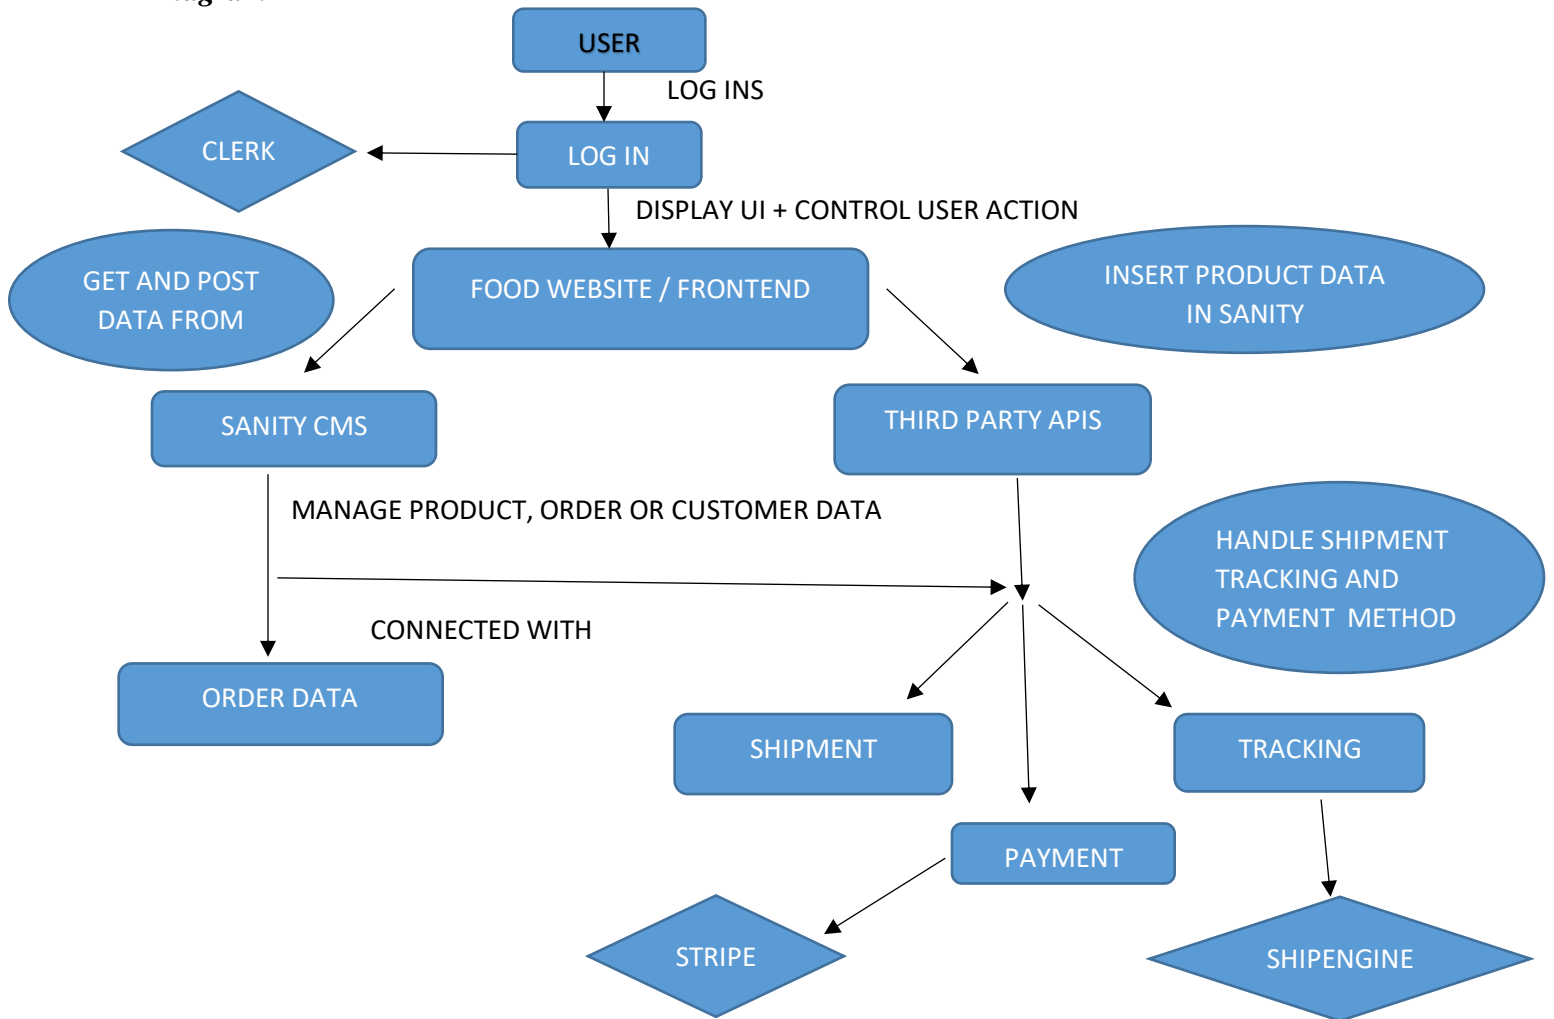 USER
LOG INS
CLERK
LOG IN
DISPLAY UI + CONTROL USER ACTION
GET AND POST
DATA FROM
FOOD WEBSITE / FRONTEND
INSERT PRODUCT DATA
IN SANITY
SANITY CMS
THIRD PARTY APIS
MANAGE PRODUCT, ORDER OR CUSTOMER DATA
HANDLE SHIPMENT
TRACKING AND
PAYMENT METHOD
CONNECTED WITH
ORDER DATA
SHIPMENT
TRACKING
PAYMENT
STRIPE
SHIPENGINE